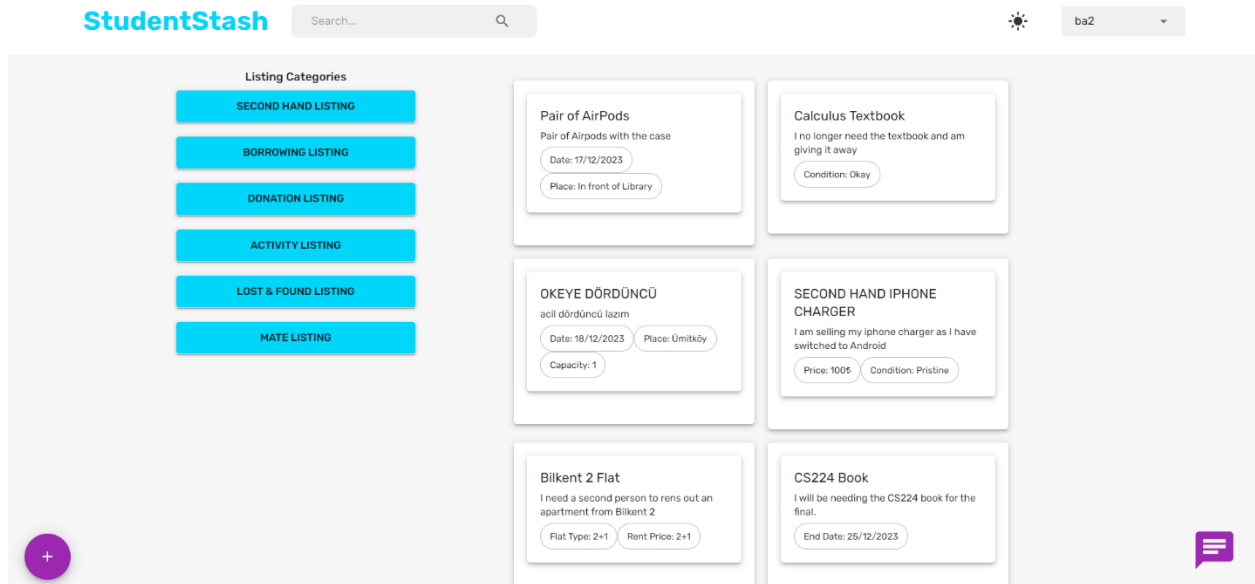 StudentStash
Search...
ba2
Listing Categories
SECOND HAND LISTING
BORROWING LISTING
DONATION LISTING
ACTIVITY LISTING
LOST & FOUND LISTING
MATE LISTING
Pair of AirPods
Pair of Airpods with the case
Date: 17/12/2023
Place: In front of Library
Calculus Textbook
I no longer need the textbook and am
giving it away
Condition: Okay
OKEYE DÖRDÜNCÜ
acil dördüncü lazım
Date: 18/12/2023 Place: Ümitköy
Capacity: 1
SECOND HAND IPHONE
CHARGER
I am selling my iphone charger as I have
switched to Android
Price: 100₺ Condition: Pristine
Bilkent 2 Flat
I need a second person to rens out an
apartment from Bilkent 2
Flat Type: 2+1 Rent Price: 2+1
CS224 Book
I will be needing the CS224 book for the
final.
End Date: 25/12/2023